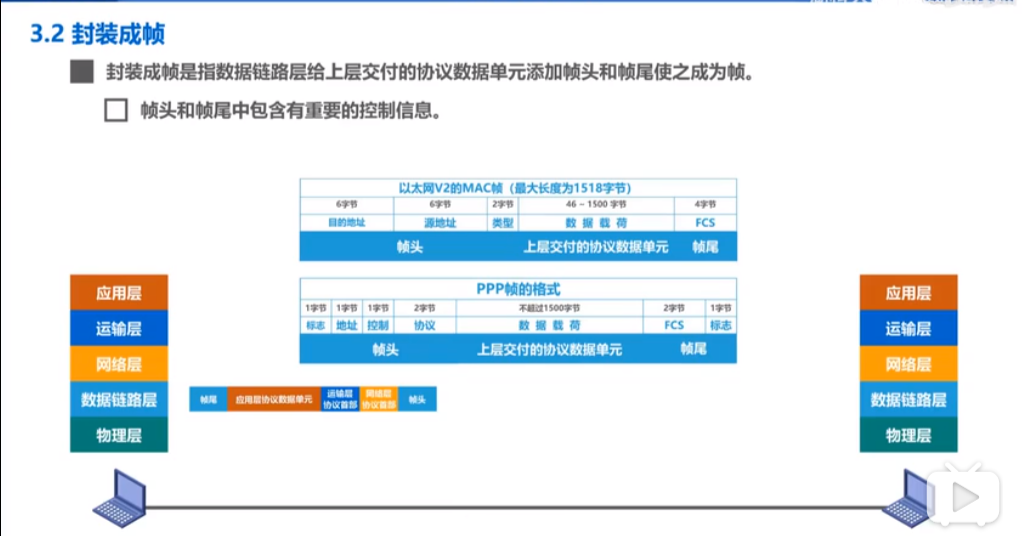 3.2 封装成帧
封装成帧是指数据链路层给上层交付的协议数据单元添加帧头和帧尾使之成为帧。
帧头和帧尾中包含有重要的控制信息。
以太网V2的MAC帧（最大长度为1518字节）
6字节 6字节 2字节 46 ~ 1500 字节 4字节
目的地址 源地址 类型 数 据 载 荷 FCS
帧头 上层交付的协议数据单元 帧尾
PPP帧的格式
1字节 1字节 1字节 2字节 不超过1500字节 2字节 1字节
标志 地址 控制 协议 数 据 载 荷 FCS 标志
帧头 上层交付的协议数据单元 帧尾
应用层
运输层
网络层
数据链路层
物理层
帧尾 应用层协议数据单元 运输层协议首部 网络层协议首部 帧头
应用层
运输层
网络层
数据链路层
物理层